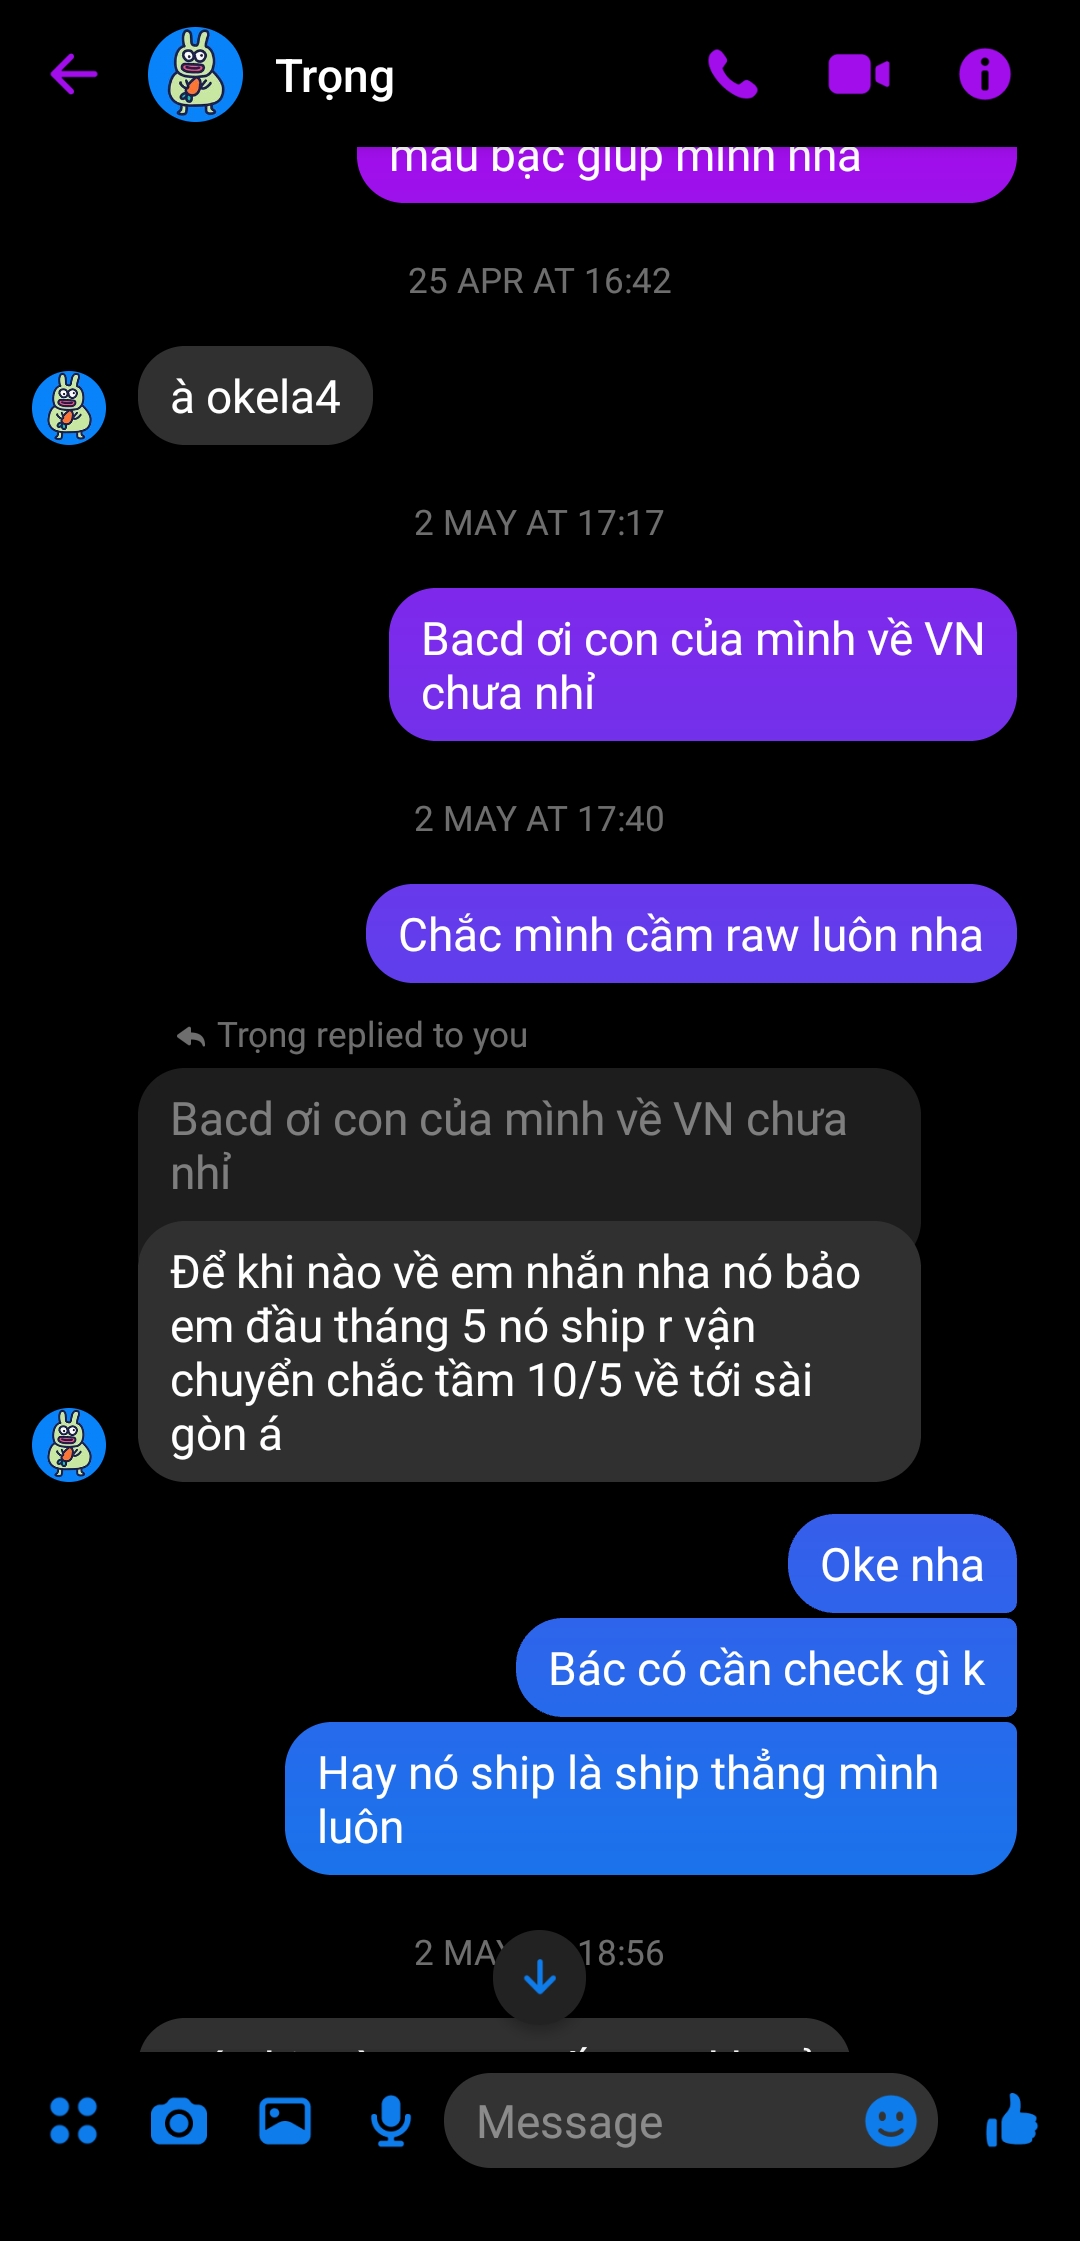 Trọng
màu bạc giúp mình nha
25 APR AT 16:42
à okela4
2 MAY AT 17:17
Bacd ơi con của mình về VN
chưa nhỉ
2 MAY AT 17:40
Chắc mình cầm raw luôn nha
Trọng replied to you
Bacd ơi con của mình về VN chưa
nhỉ
Để khi nào về em nhắn nha nó bảo
em đầu tháng 5 nó ship r vận
chuyển chắc tầm 10/5 về tới sài
gòn á
Oke nha
Bác có cần check gì k
Hay nó ship là ship thẳng mình
luôn
2 MAY 18:56
Message